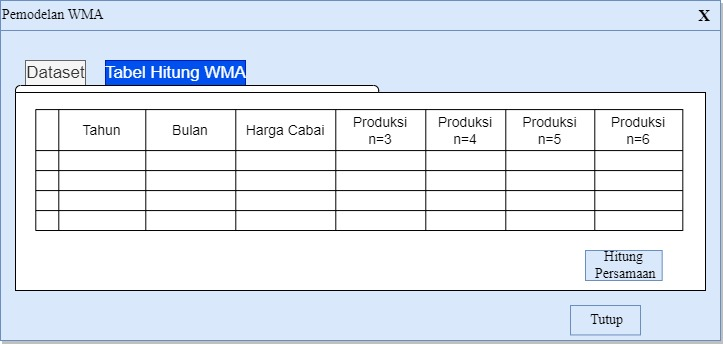 Pemodelan WMA X
Dataset Tabel Hitung WMA
Tahun Bulan Harga Cabai Produksi n=3 Produksi n=4 Produksi n=5 Produksi n=6
Hitung
Persamaan
Tutup